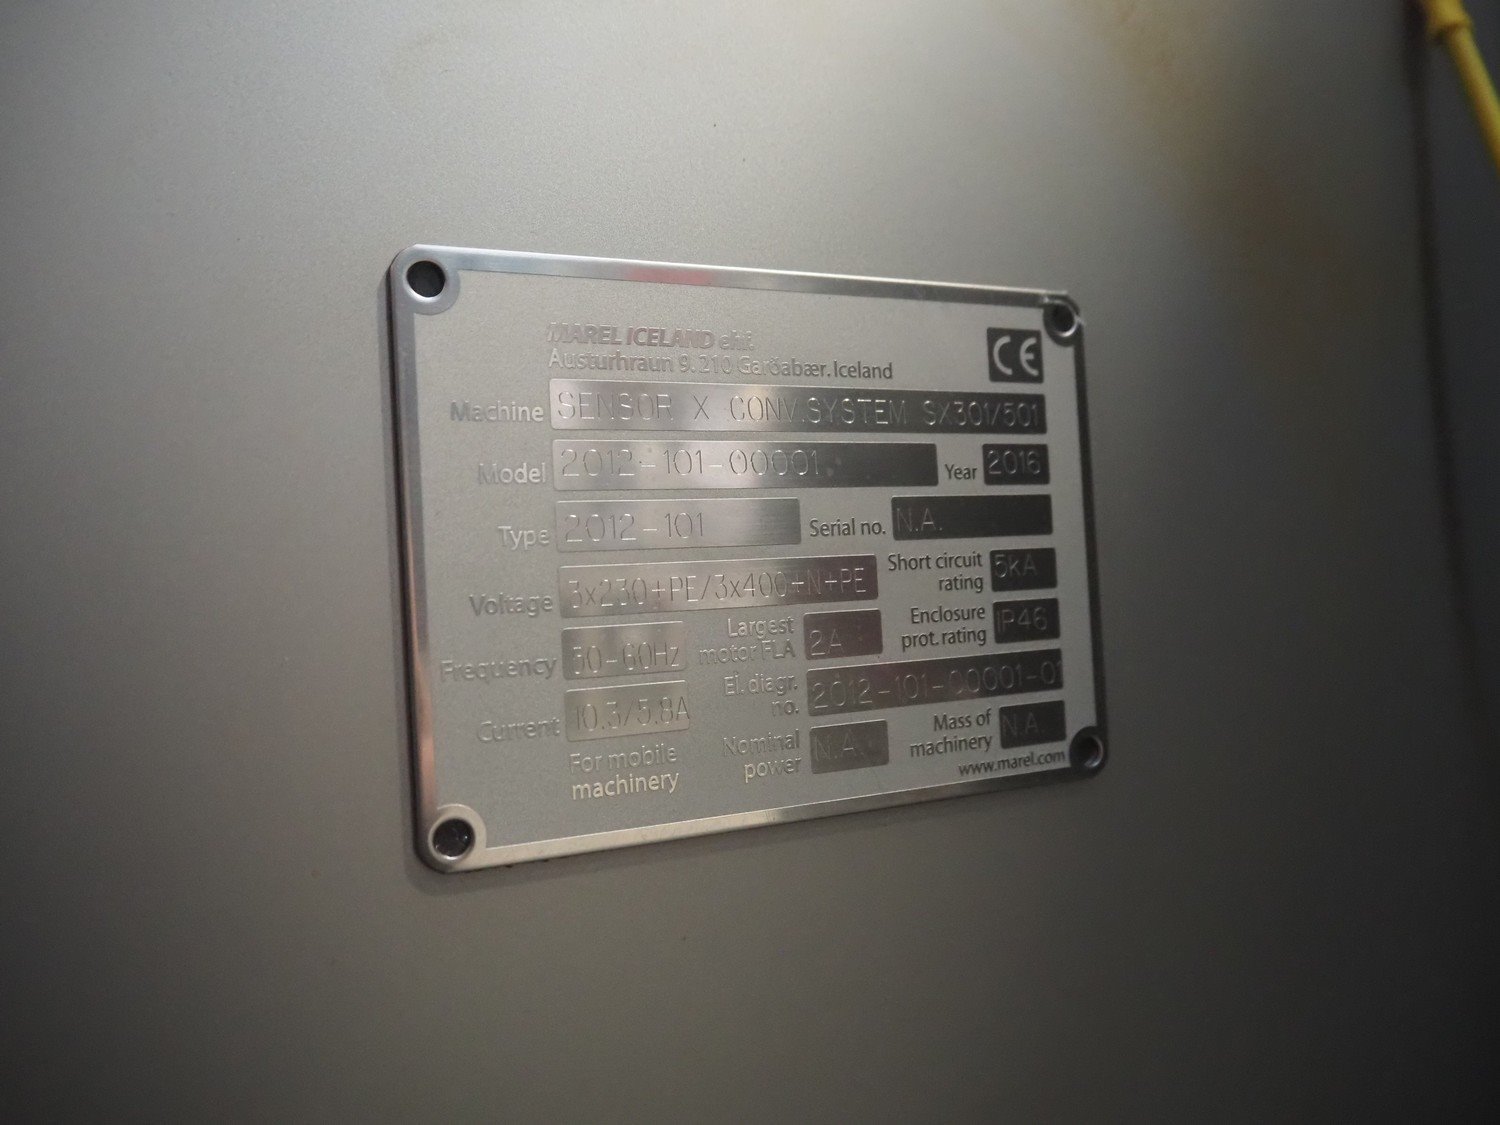 MAREL ICELAND ehf.
Austurhraun 9. 210 Garðabær. Iceland
CE
Machine SENSOR X CONV.SYSTEM SX301/501
Model 2012-101-00001 Year 2016
Type 2012-101 Serial no. N.A.
Voltage 3x230+PE/3x400+N+PE Short circuit rating 5kA
Frequency 50-60Hz Largest motor FLA 2A Enclosure prot. rating IP46
Current 10.3/5.8A El. diagr. no. 2012-101-00001-01
For mobile machinery Nominal power N.A. Mass of machinery N.A.
www.marel.com